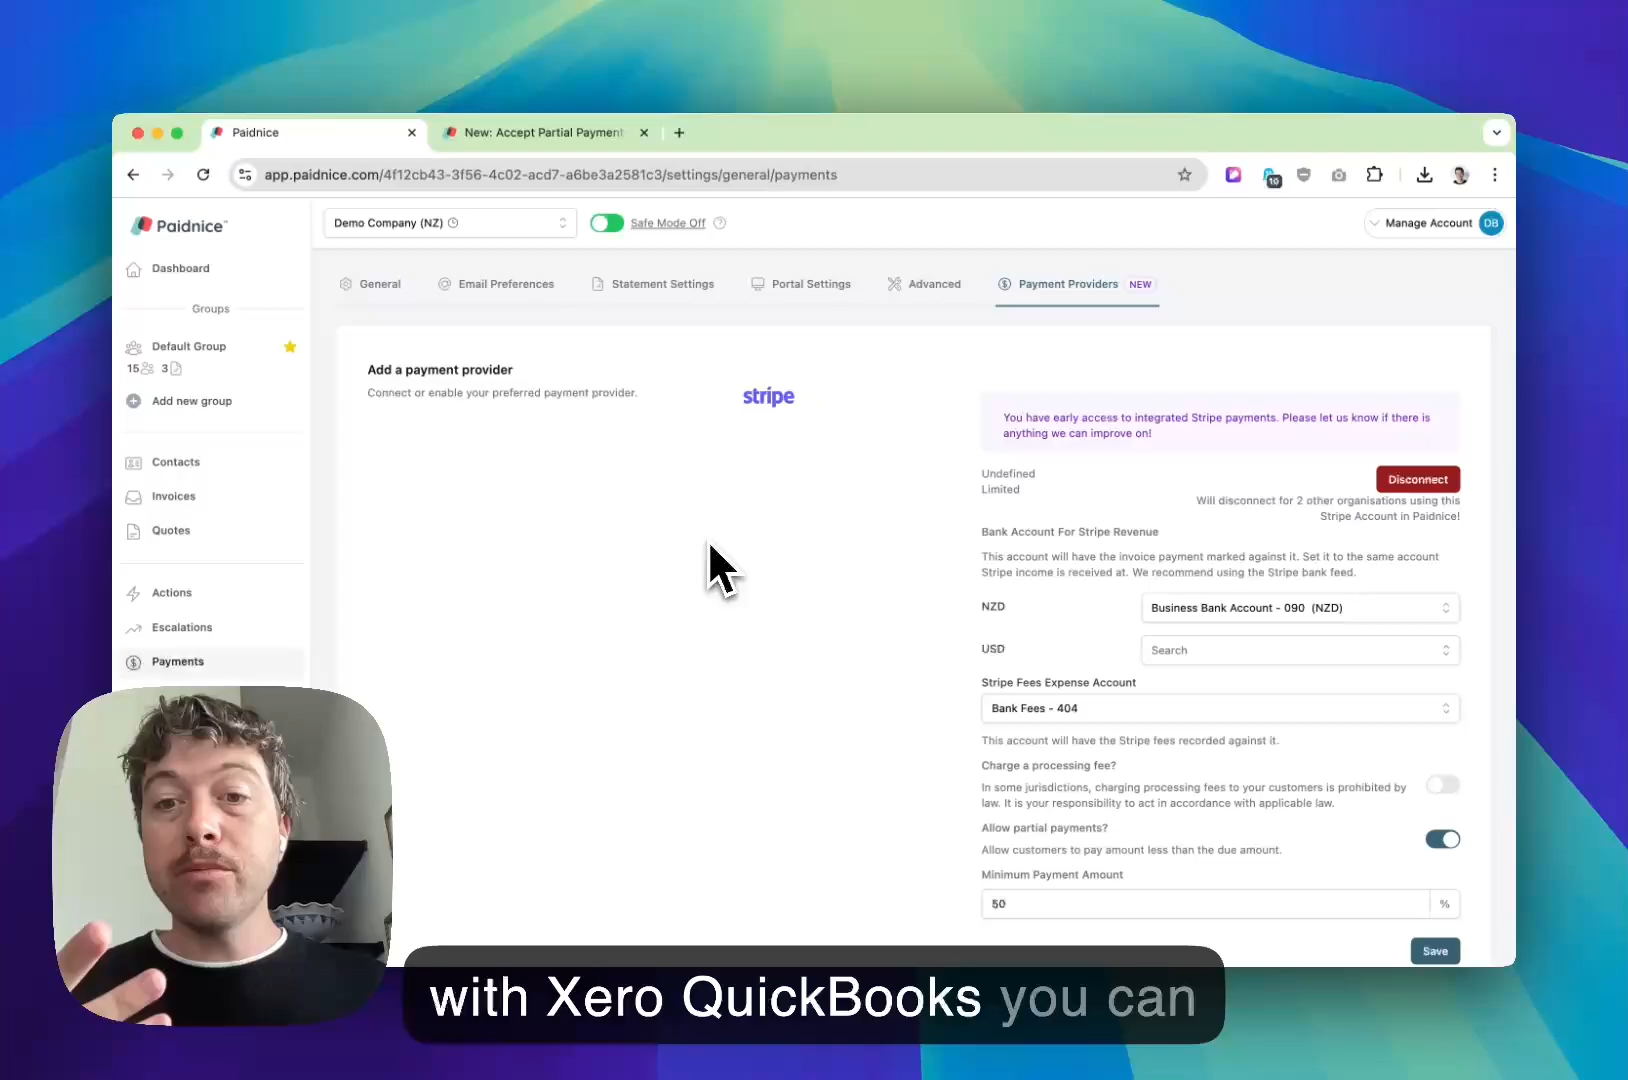 Paidnice
New: Accept Partial Payment
app.paidnice.com/4f12cb43-3f56-4c02-acd7-a6be3a2581c3/settings/general/payments
10
Paidnice™
Demo Company (NZ)
Safe Mode Off
Manage Account
DB
Dashboard
Groups
Default Group
15
3
Add new group
Contacts
Invoices
Quotes
Actions
Escalations
Payments
General
Email Preferences
Statement Settings
Portal Settings
Advanced
Payment Providers
NEW
Add a payment provider
Connect or enable your preferred payment provider.
stripe
You have early access to integrated Stripe payments. Please let us know if there is
anything we can improve on!
Undefined
Limited
Disconnect
Will disconnect for 2 other organisations using this
Stripe Account in Paidnice!
Bank Account For Stripe Revenue
This account will have the invoice payment marked against it. Set it to the same account
Stripe income is received at. We recommend using the Stripe bank feed.
NZD
Business Bank Account - 090 (NZD)
USD
Search
Stripe Fees Expense Account
Bank Fees - 404
This account will have the Stripe fees recorded against it.
Charge a processing fee?
In some jurisdictions, charging processing fees to your customers is prohibited by
law. It is your responsibility to act in accordance with applicable law.
Allow partial payments?
Allow customers to pay amount less than the due amount.
Minimum Payment Amount
50
%
Save
with Xero QuickBooks you can